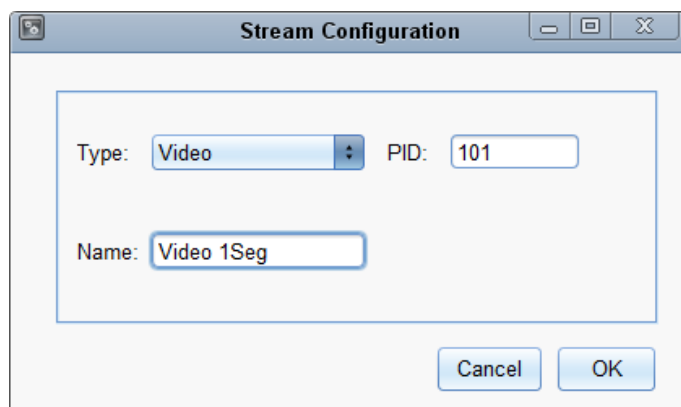 Stream Configuration
Type: Video PID: 101
Name: Video 1Seg
Cancel OK